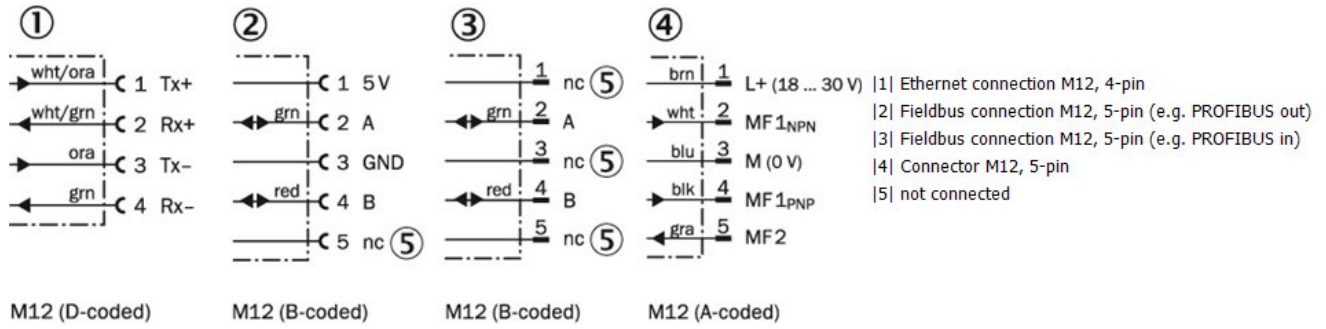 ①
wht/ora 1 Tx+
wht/grn 2 Rx+
ora 3 Tx–
grn 4 Rx–
M12 (D-coded)
②
1 5 V
grn 2 A
3 GND
red 4 B
5 nc ⑤
M12 (B-coded)
③
1 nc ⑤
grn 2 A
3 nc ⑤
red 4 B
5 nc ⑤
M12 (B-coded)
④
brn 1 L+ (18 ... 30 V)
wht 2 MF1NPN
blu 3 M (0 V)
blk 4 MF1PNP
gra 5 MF2
M12 (A-coded)
|1| Ethernet connection M12, 4-pin
|2| Fieldbus connection M12, 5-pin (e.g. PROFIBUS out)
|3| Fieldbus connection M12, 5-pin (e.g. PROFIBUS in)
|4| Connector M12, 5-pin
|5| not connected